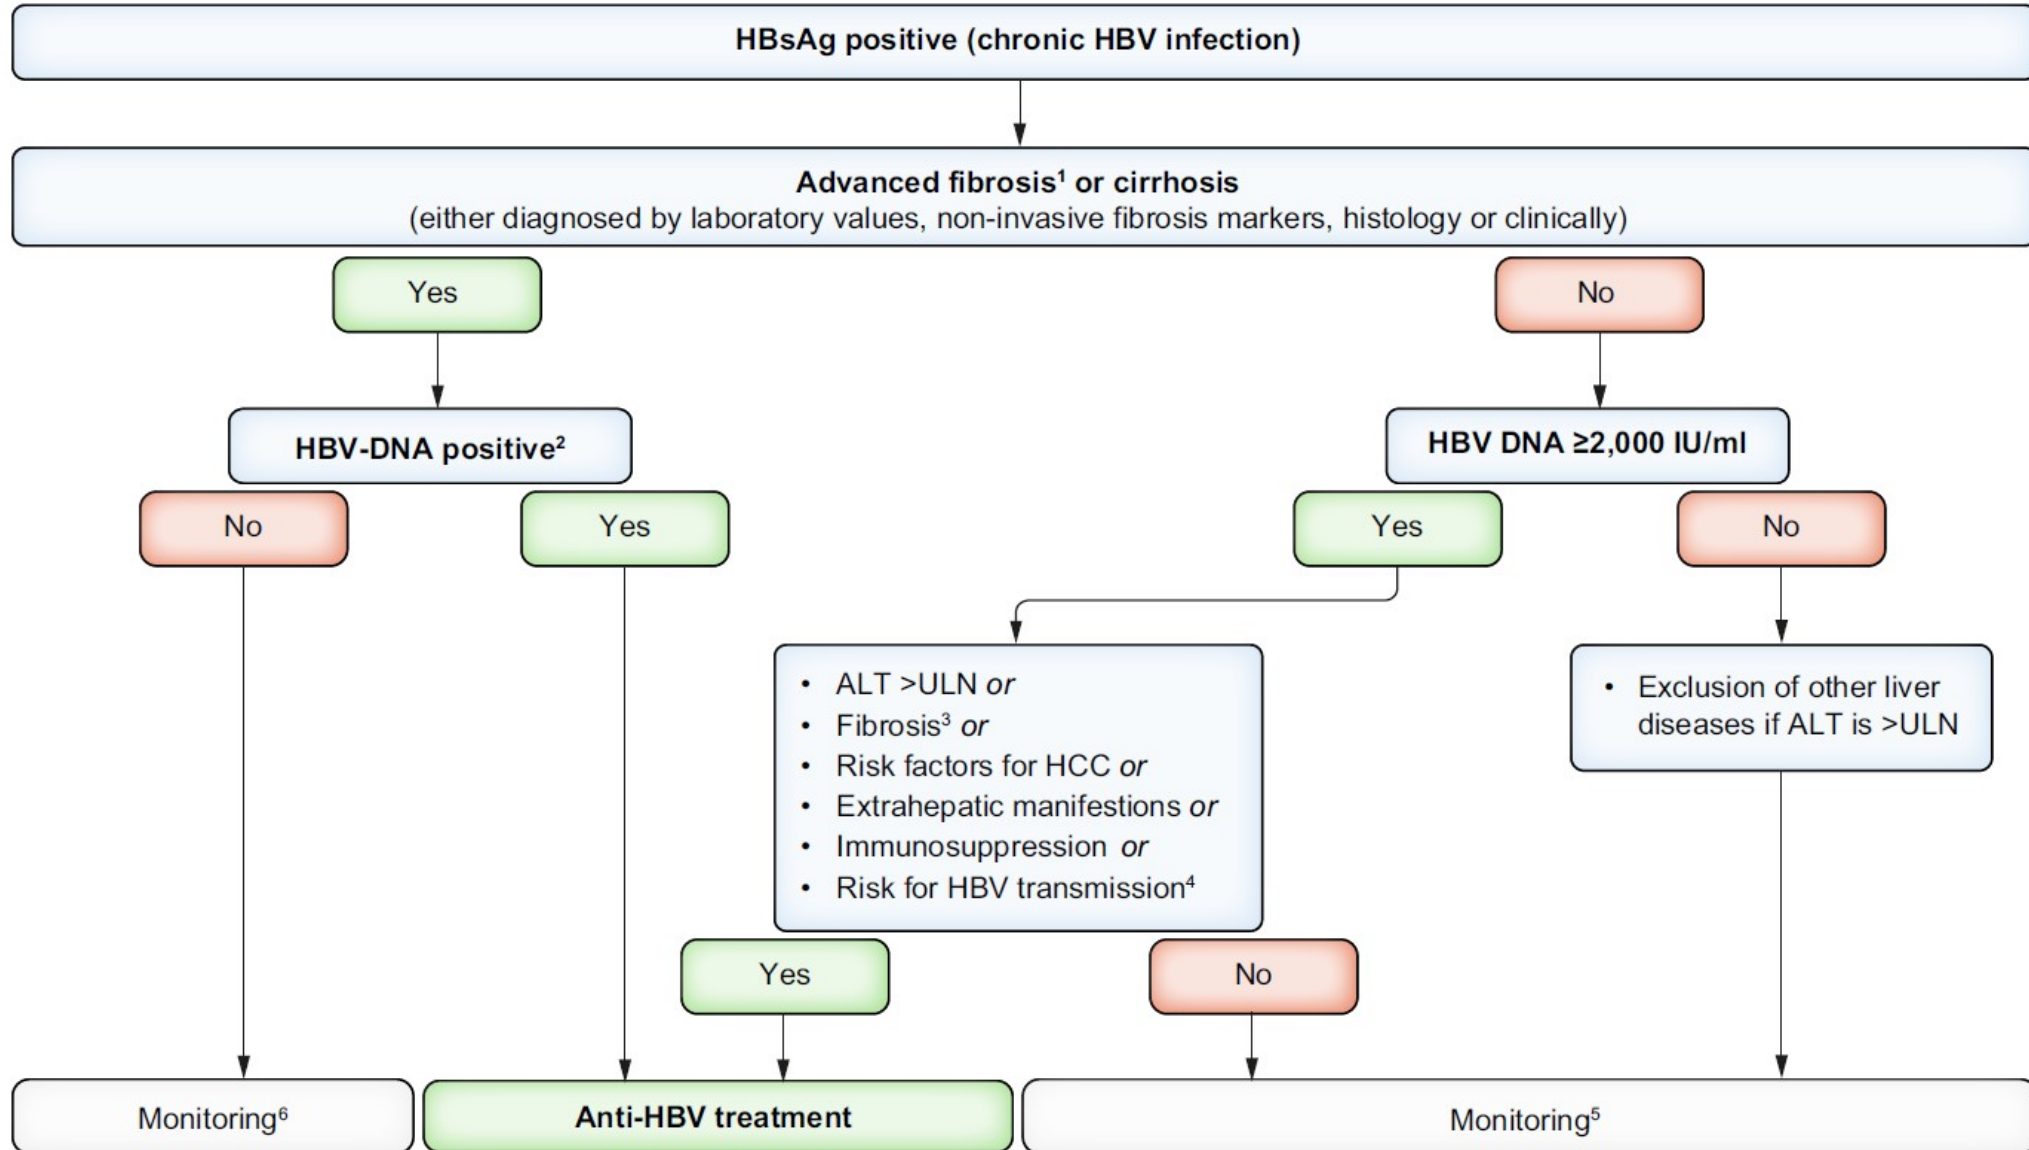 HBsAg positive (chronic HBV infection)
Advanced fibrosis¹ or cirrhosis
(either diagnosed by laboratory values, non-invasive fibrosis markers, histology or clinically)
Yes
No
HBV-DNA positive²
HBV DNA ≥2,000 IU/ml
No
Yes
Yes
No
• ALT >ULN or
• Fibrosis³ or
• Risk factors for HCC or
• Extrahepatic manifestions or
• Immunosuppression or
• Risk for HBV transmission⁴
• Exclusion of other liver
diseases if ALT is >ULN
Yes
No
Monitoring⁶
Anti-HBV treatment
Monitoring⁵